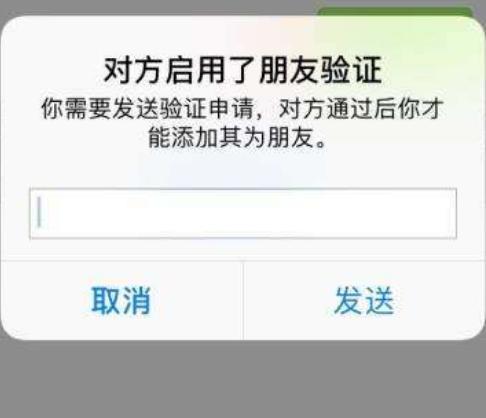 对方启用了朋友验证
你需要发送验证申请，对方通过后你才
能添加其为朋友。
取消
发送